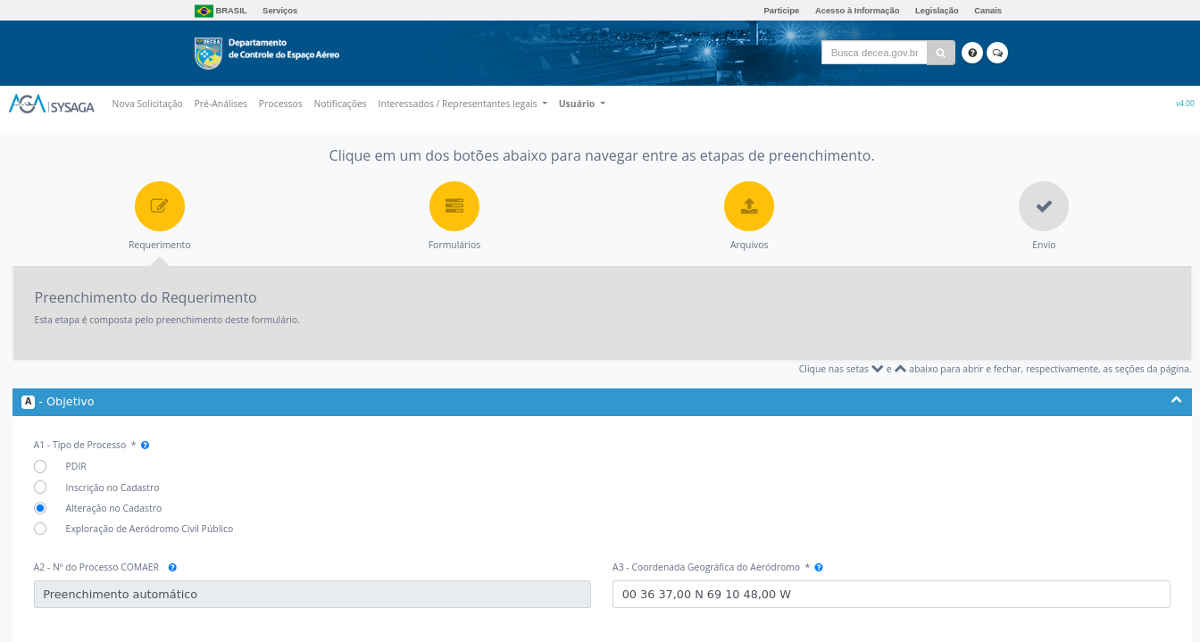 BRASIL Serviços Participe Acesso à Informação Legislação Canais
DECEA
Departamento
de Controle do Espaço Aéreo
Busca decea.gov.br
AGA SYSAGA Nova Solicitação Pré-Análises Processos Notificações Interessados / Representantes legais Usuário v4.00
Clique em um dos botões abaixo para navegar entre as etapas de preenchimento.
Requerimento Formulários Arquivos Envio
Preenchimento do Requerimento
Esta etapa é composta pelo preenchimento deste formulário.
Clique nas setas e abaixo para abrir e fechar, respectivamente, as seções da página.
A - Objetivo
A1 - Tipo de Processo * ?
PDIR
Inscrição no Cadastro
Alteração no Cadastro
Exploração de Aeródromo Civil Público
A2 - Nº do Processo COMAER ? A3 - Coordenada Geográfica do Aeródromo * ?
Preenchimento automático 00 36 37,00 N 69 10 48,00 W